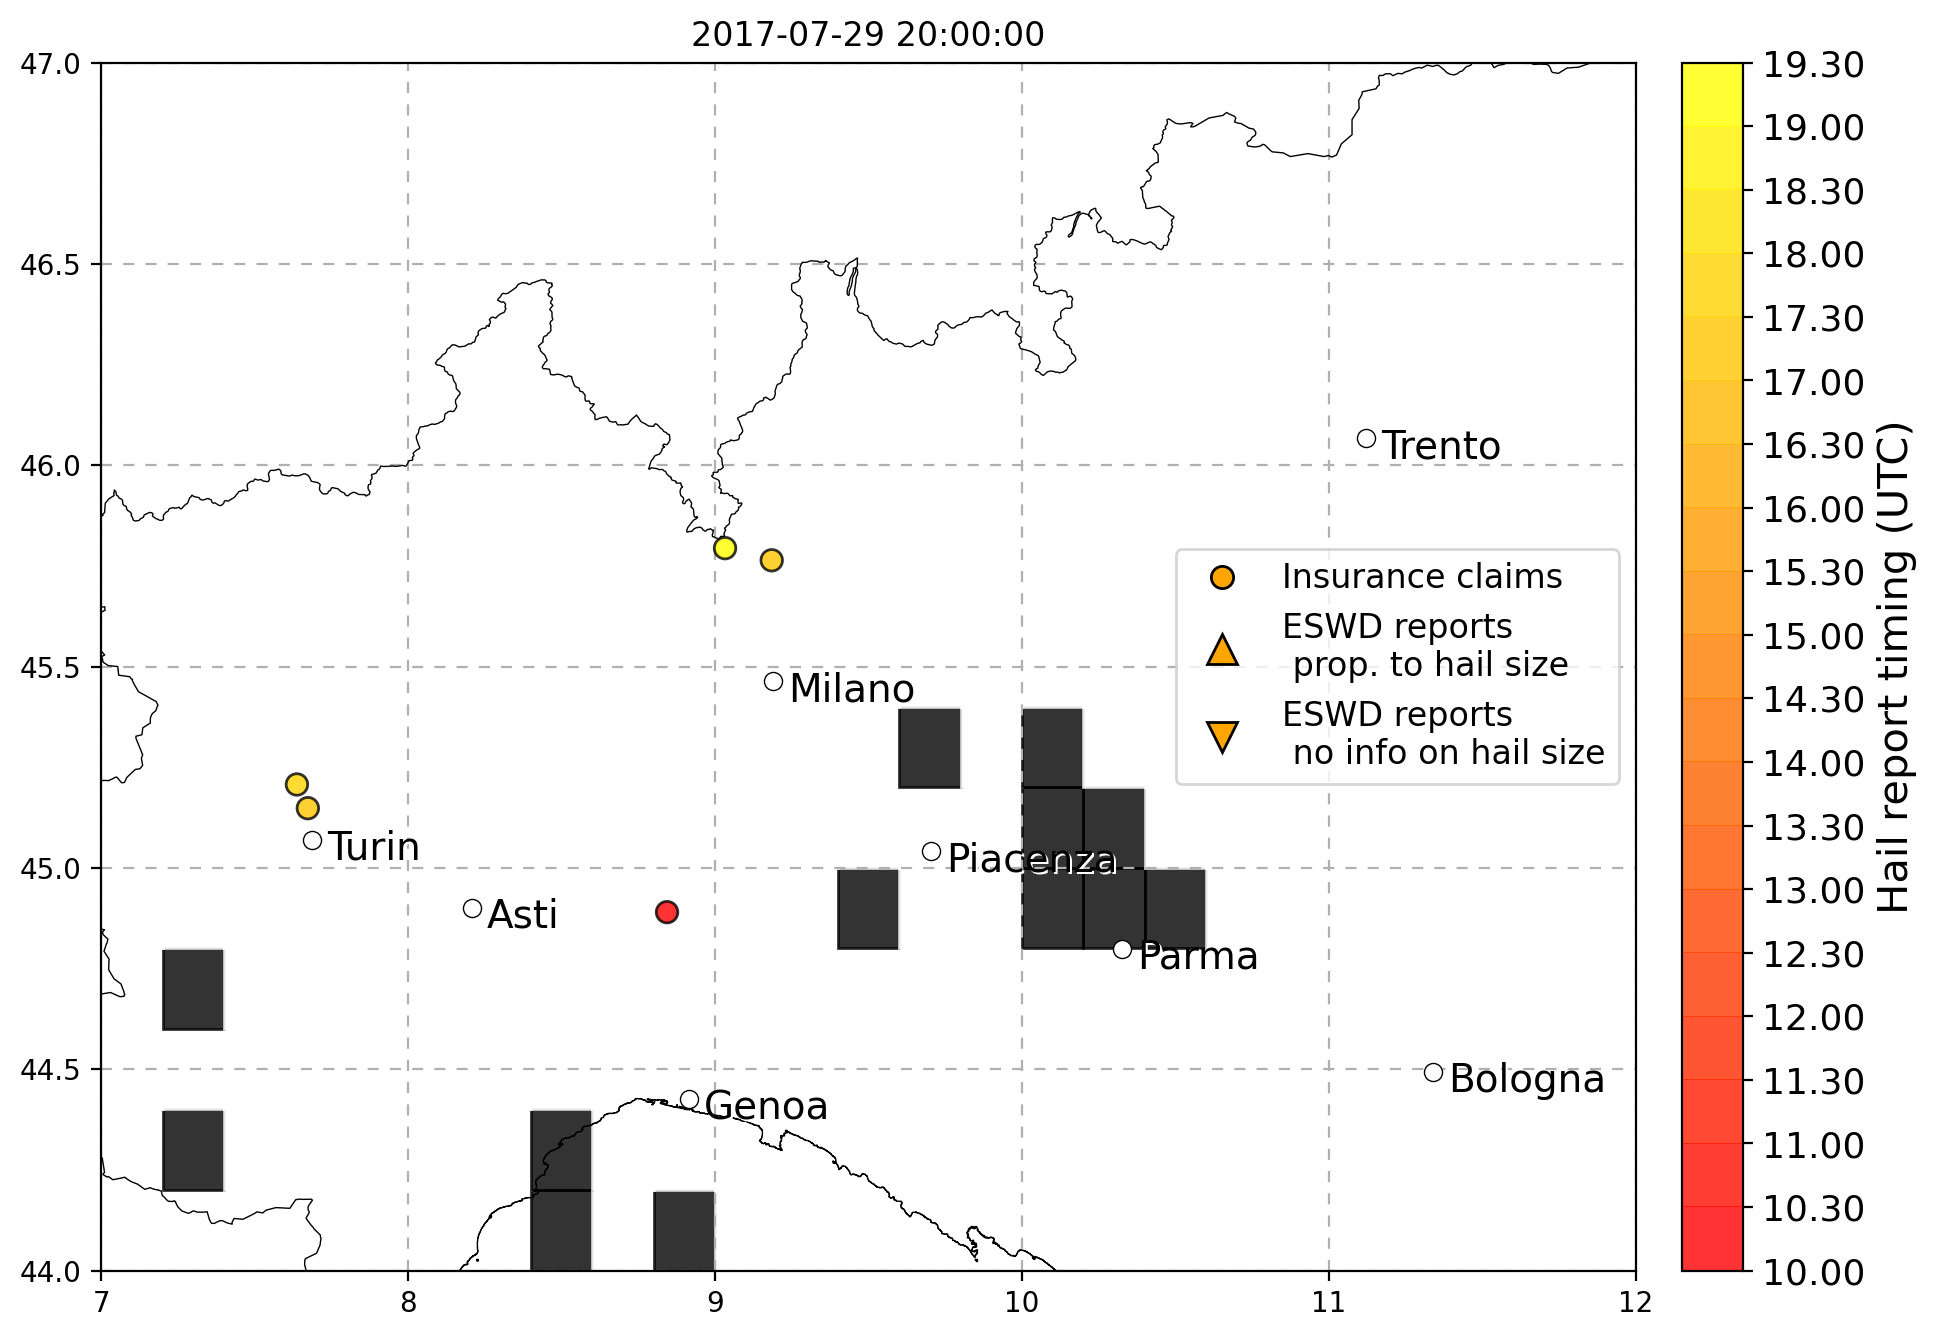 2017-07-29 20:00:00
47.0
46.5
46.0
45.5
45.0
44.5
44.0
7
8
9
10
11
12
Trento
Milano
Turin
Piacenza
Asti
Parma
Bologna
Genoa
Insurance claims
ESWD reports
prop. to hail size
ESWD reports
no info on hail size
19.30
19.00
18.30
18.00
17.30
17.00
16.30
16.00
15.30
15.00
14.30
14.00
13.30
13.00
12.30
12.00
11.30
11.00
10.30
10.00
Hail report timing (UTC)